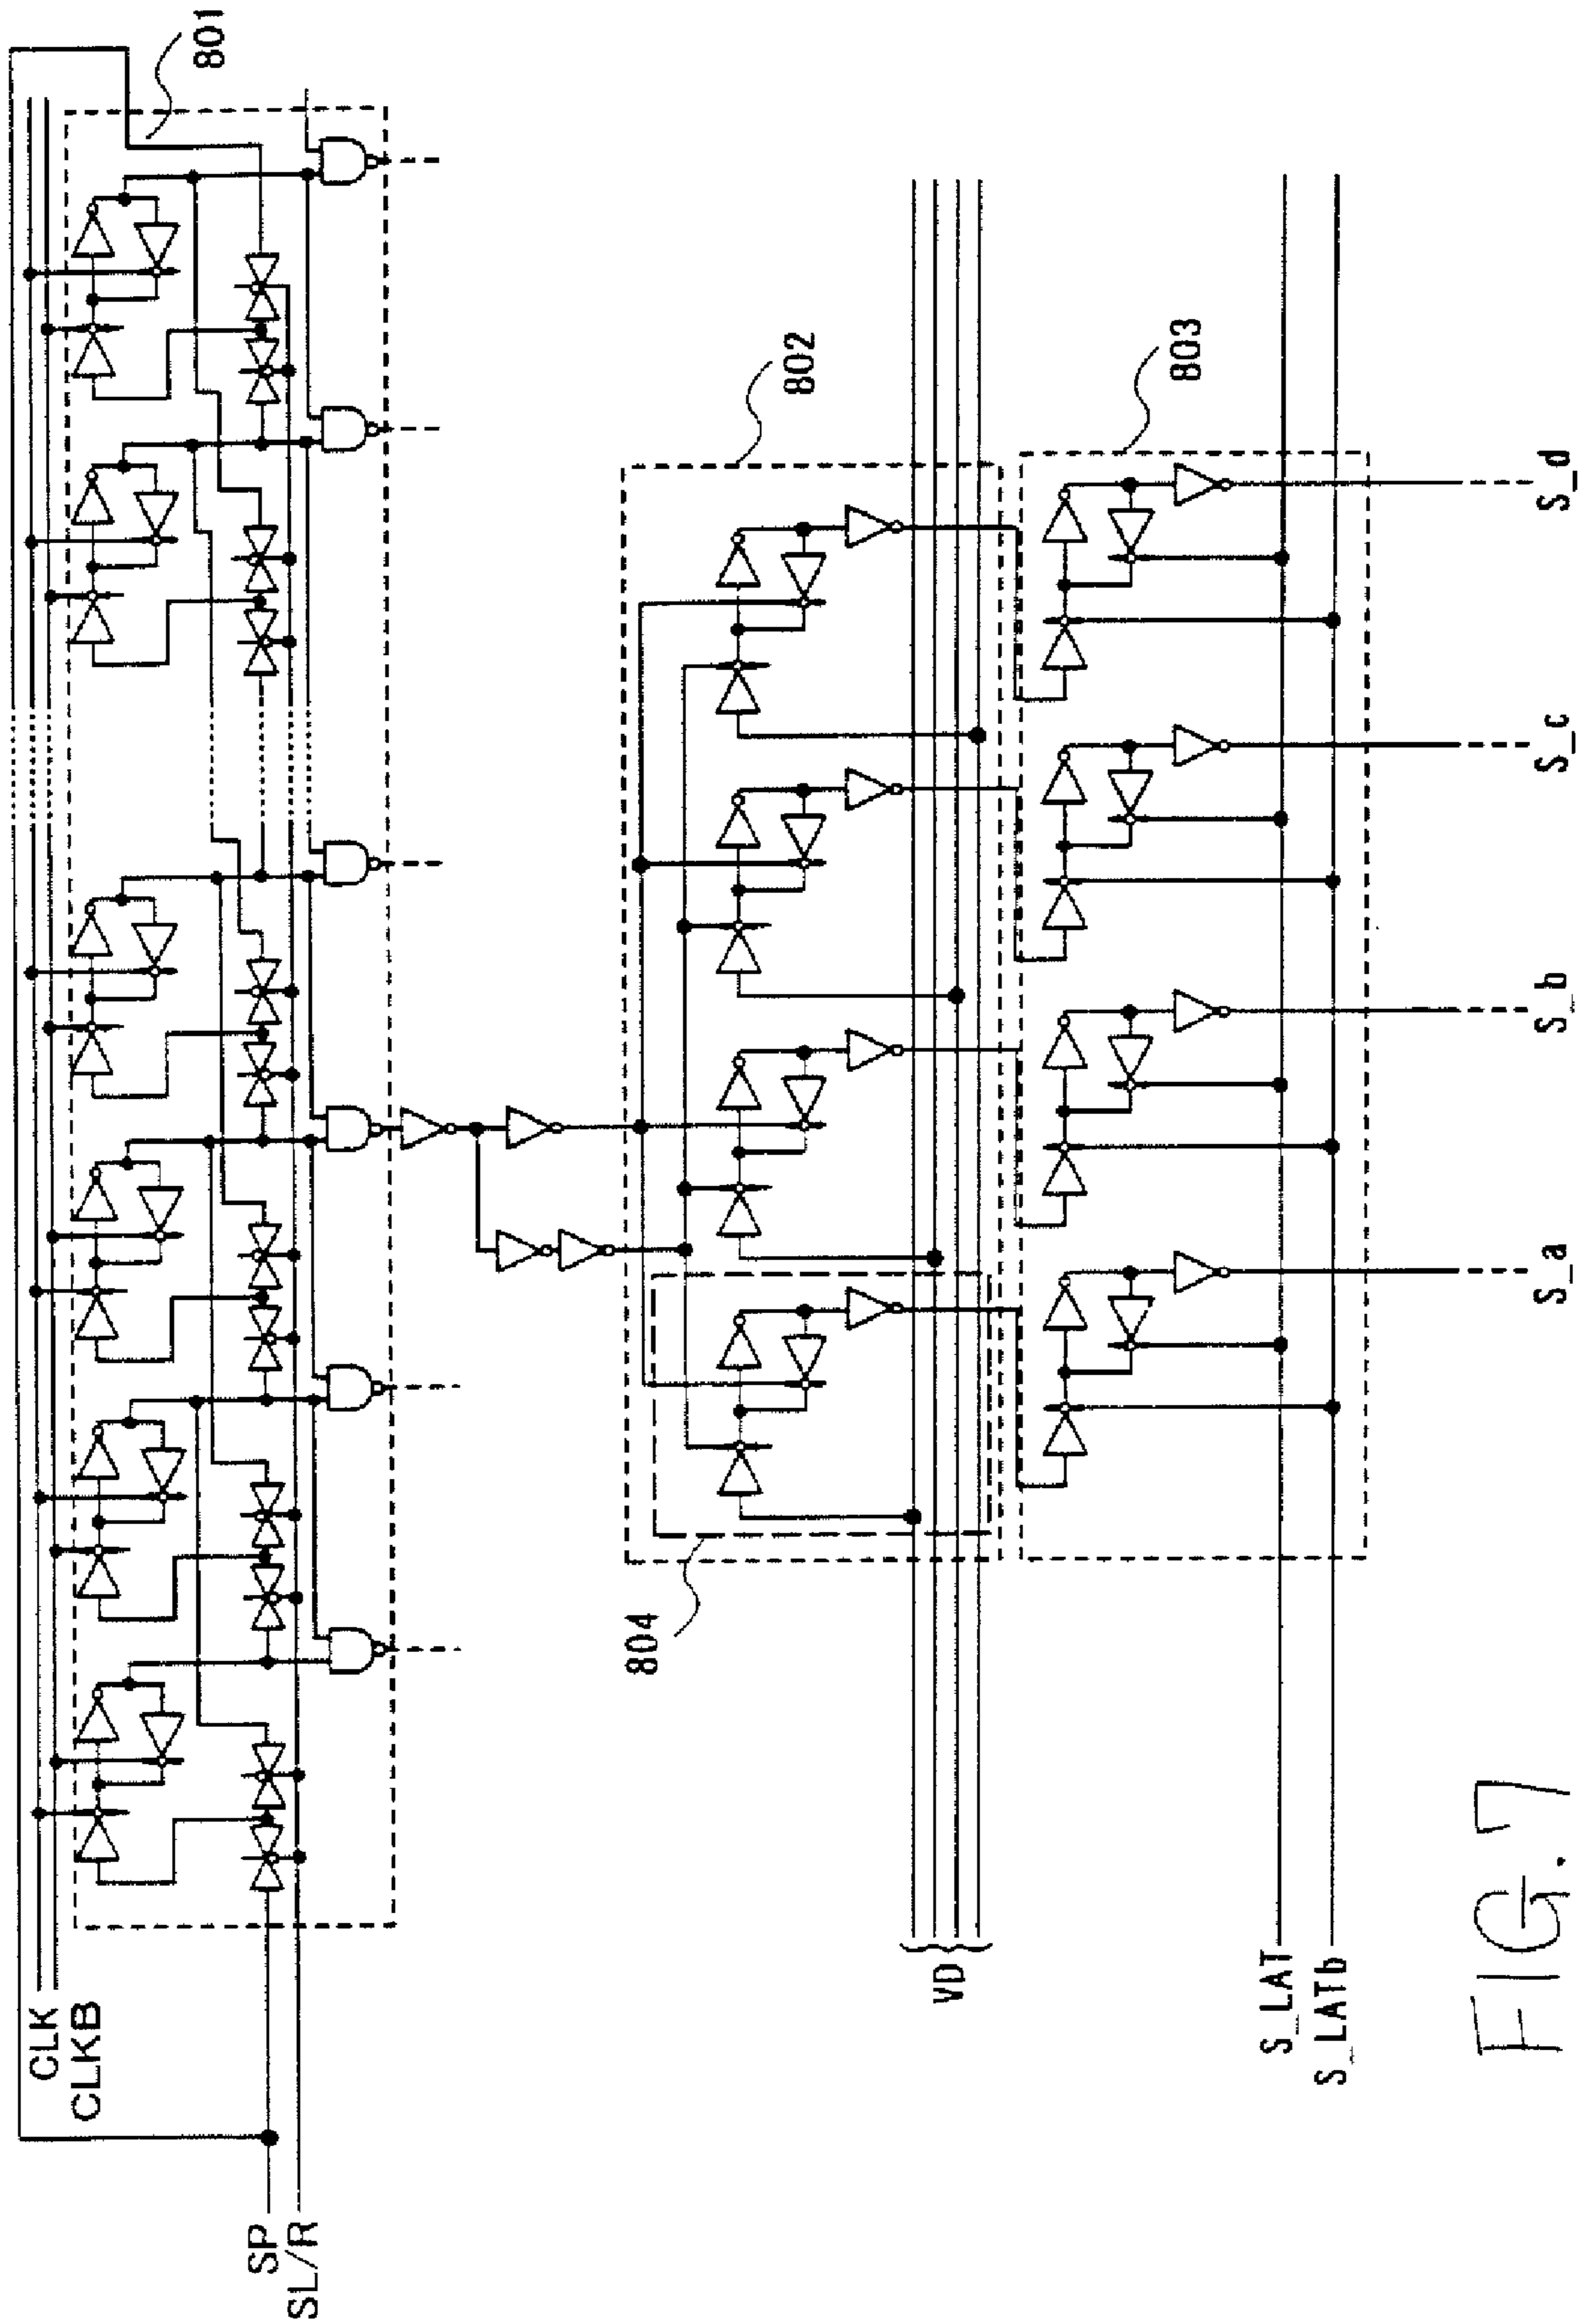 CLK
CLKB
SP
SL/R
801
802
803
804
VD
S_LAT
S_LATb
S_a
S_b
S_c
S_d
FIG. 7